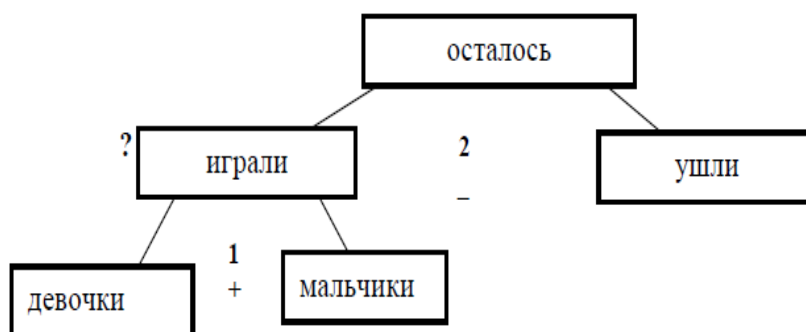 осталось
?
играли
2
–
ушли
1
+
девочки
мальчики